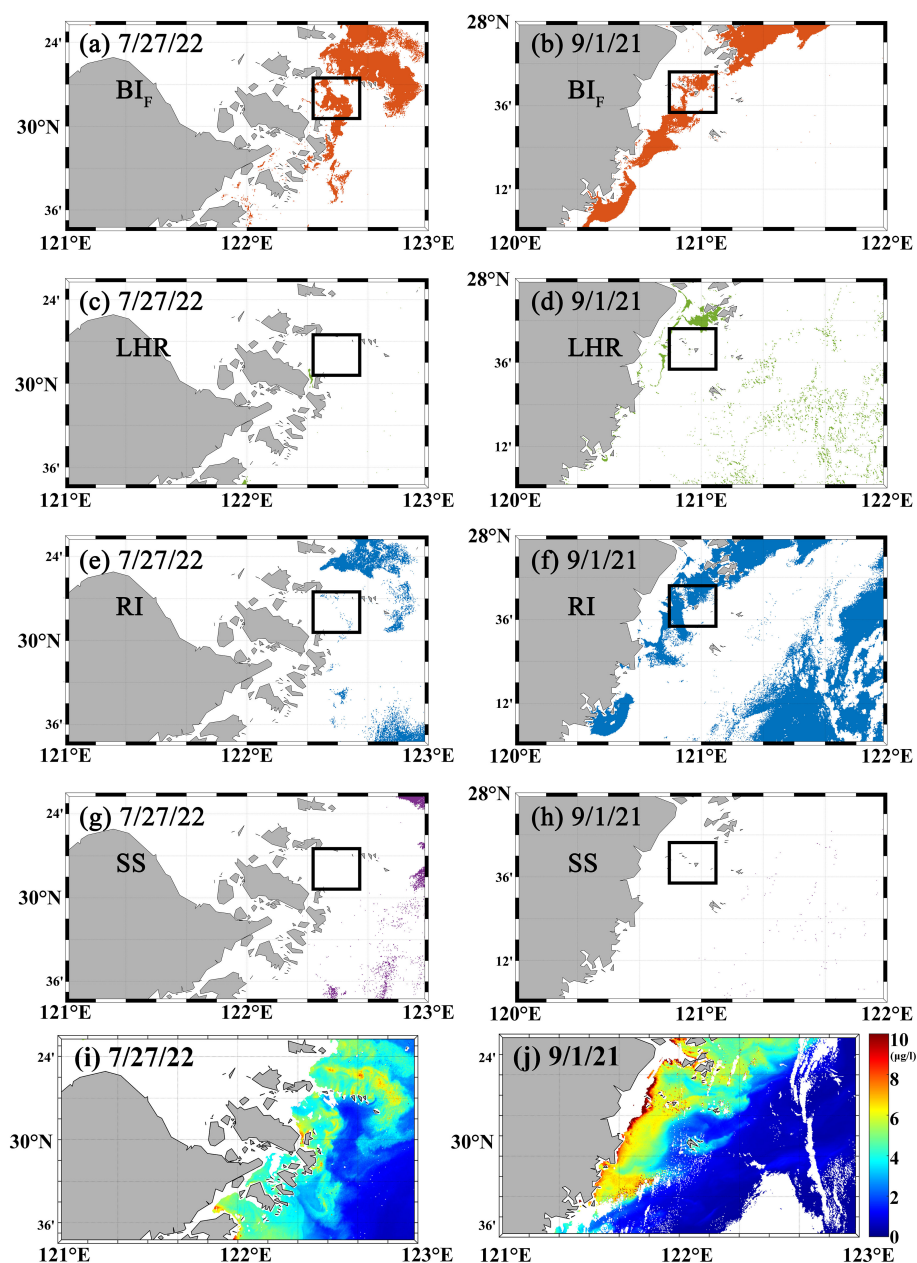 (a) 7/27/22
BI_F
24'
30°N
36'
121°E 122°E 123°E
(b) 9/1/21
BI_F
28°N
36'
12'
120°E 121°E 122°E
(c) 7/27/22
LHR
24'
30°N
36'
121°E 122°E 123°E
(d) 9/1/21
LHR
28°N
36'
12'
120°E 121°E 122°E
(e) 7/27/22
RI
24'
30°N
36'
121°E 122°E 123°E
(f) 9/1/21
RI
28°N
36'
12'
120°E 121°E 122°E
(g) 7/27/22
SS
24'
30°N
36'
121°E 122°E 123°E
(h) 9/1/21
SS
28°N
36'
12'
120°E 121°E 122°E
(i) 7/27/22
24'
30°N
36'
121°E 122°E 123°E
(j) 9/1/21
24'
30°N
36'
121°E 122°E 123°E
10
(μg/l)
8
6
4
2
0